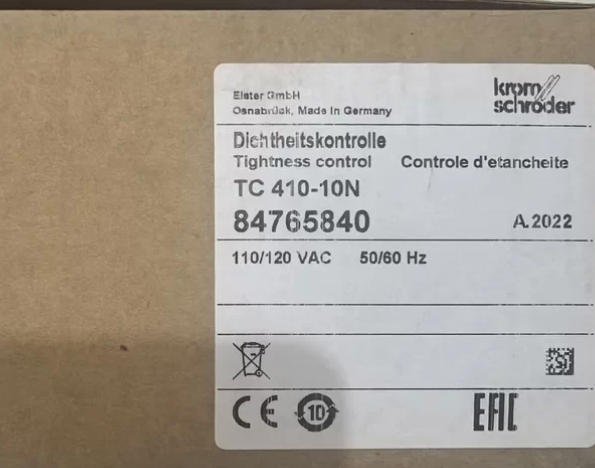 Elster GmbH
Osnabrück, Made in Germany
krom//
schröder
Dichtheitskontrolle
Tightness control Controle d'etancheite
TC 410-10N
84765840 A.2022
110/120 VAC 50/60 Hz
CE 10 EAC